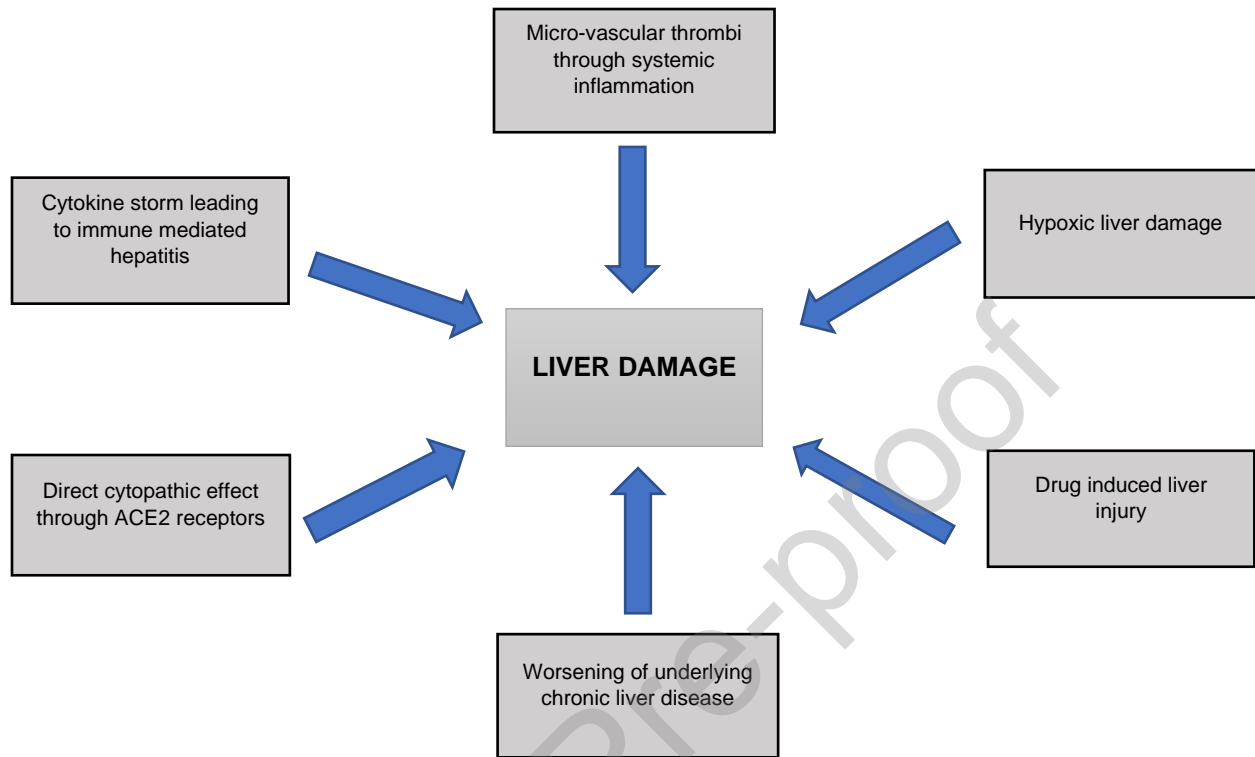 Micro-vascular thrombi
through systemic
inflammation
Cytokine storm leading
to immune mediated
hepatitis
Hypoxic liver damage
LIVER DAMAGE
Direct cytopathic effect
through ACE2 receptors
Drug induced liver
injury
Worsening of underlying
chronic liver disease
Pre-proof